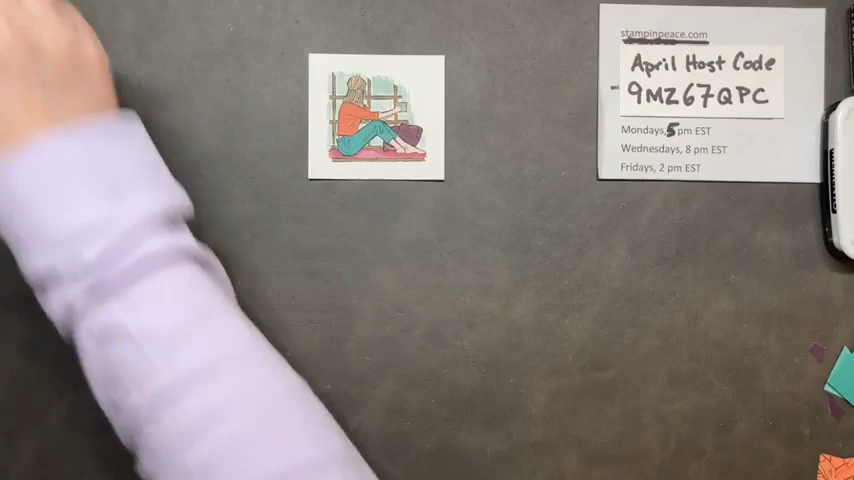 stampinpeace.com
April Host Code
9MZ67QPC
Mondays, 5 pm EST
Wednesdays, 8 pm EST
Fridays, 2 pm EST